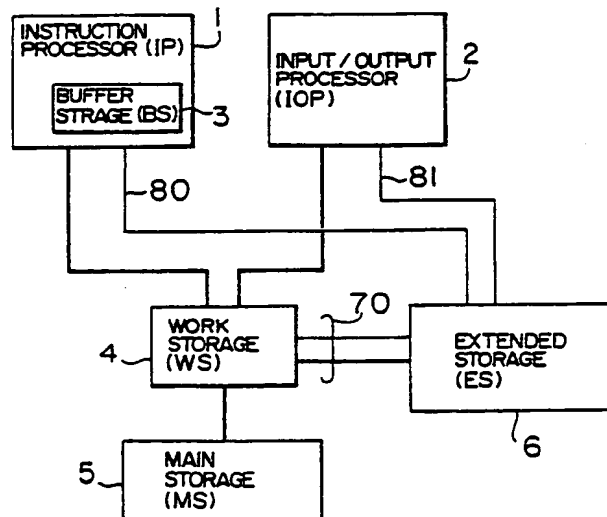 1
INSTRUCTION
PROCESSOR (IP)
BUFFER
STRAGE (BS)
3
INPUT / OUTPUT
PROCESSOR
(IOP)
2
80
81
70
4
WORK
STORAGE
(WS)
EXTENDED
STORAGE
(ES)
6
5
MAIN
STORAGE
(MS)